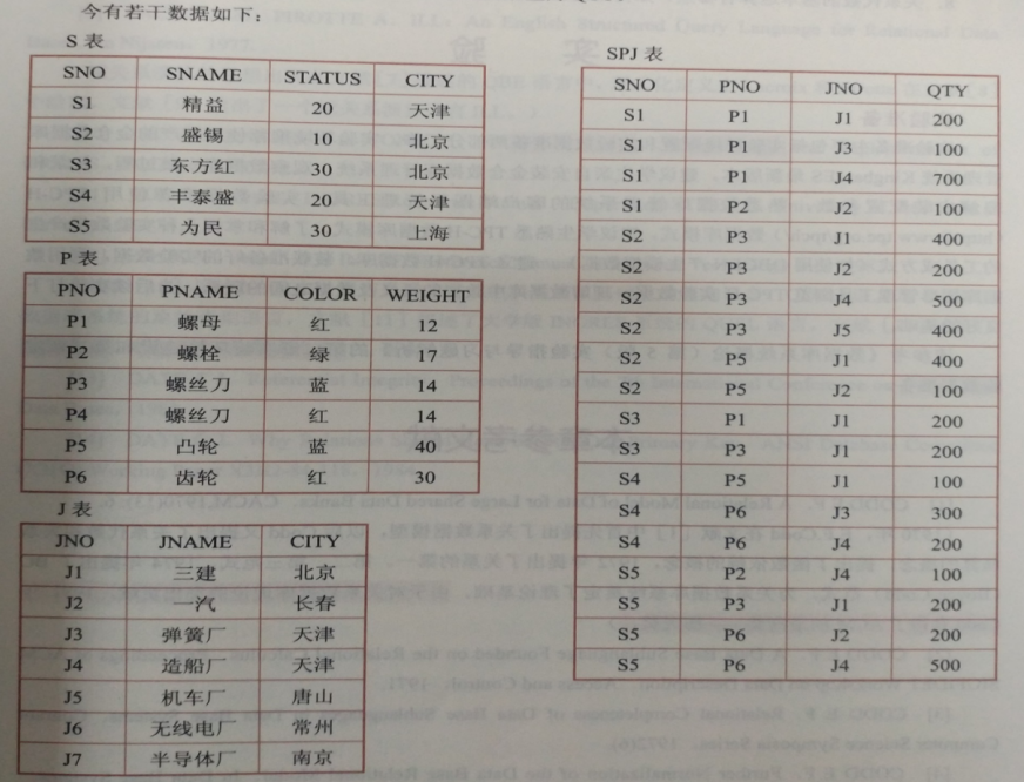 今有若干数据如下:
S 表
SNO SNAME STATUS CITY
S1 精益 20 天津
S2 盛锡 10 北京
S3 东方红 30 北京
S4 丰泰盛 20 天津
S5 为民 30 上海
P 表
PNO PNAME COLOR WEIGHT
P1 螺母 红 12
P2 螺栓 绿 17
P3 螺丝刀 蓝 14
P4 螺丝刀 红 14
P5 凸轮 蓝 40
P6 齿轮 红 30
J 表
JNO JNAME CITY
J1 三建 北京
J2 一汽 长春
J3 弹簧厂 天津
J4 造船厂 天津
J5 机车厂 唐山
J6 无线电厂 常州
J7 半导体厂 南京
SPJ 表
SNO PNO JNO QTY
S1 P1 J1 200
S1 P1 J3 100
S1 P1 J4 700
S1 P2 J2 100
S2 P3 J1 400
S2 P3 J2 200
S2 P3 J4 500
S2 P3 J5 400
S2 P5 J1 400
S2 P5 J2 100
S3 P1 J1 200
S3 P3 J1 200
S4 P5 J1 100
S4 P6 J3 300
S4 P6 J4 200
S5 P2 J4 100
S5 P3 J1 200
S5 P6 J2 200
S5 P6 J4 500